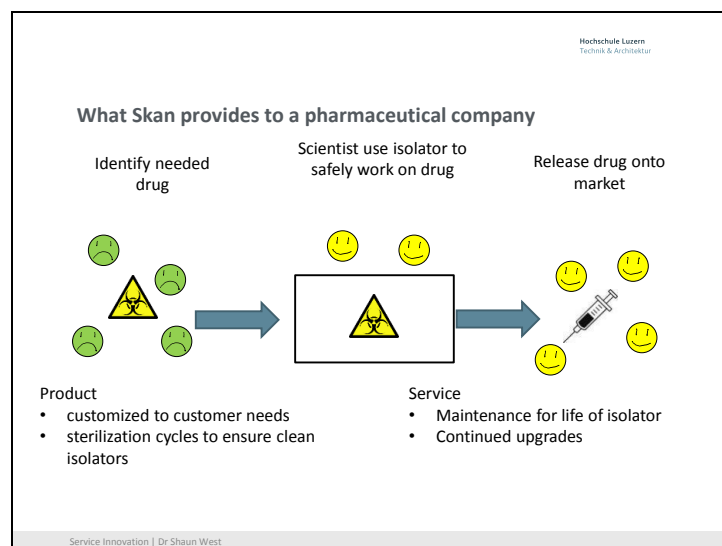 Hochschule Luzern
Technik & Architektur
What Skan provides to a pharmaceutical company
Identify needed
drug
Scientist use isolator to
safely work on drug
Release drug onto
market
Product
• customized to customer needs
• sterilization cycles to ensure clean
isolators
Service
• Maintenance for life of isolator
• Continued upgrades
Service Innovation | Dr Shaun West